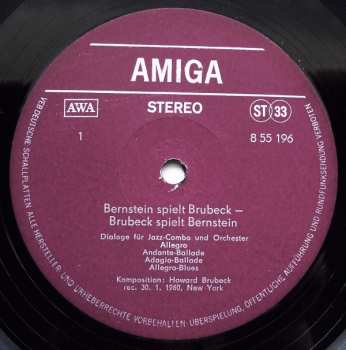 AMIGA
AWA
STEREO
ST 33
1
8 55 196
Bernstein spielt Brubeck –
Brubeck spielt Bernstein
Dialoge für Jazz-Combo und Orchester
Allegro
Andante-Ballade
Adagio-Ballade
Allegro-Blues
Komposition: Howard Brubeck
rec. 30. 1. 1960, New York
VEB DEUTSCHE SCHALLPLATTEN. ALLE HERSTELLER- UND URHEBERRECHTE VORBEHALTEN. ÜBERSPIELUNG, ÖFFENTLICHE AUFFÜHRUNG UND RUNDFUNKSENDUNG VERBOTEN